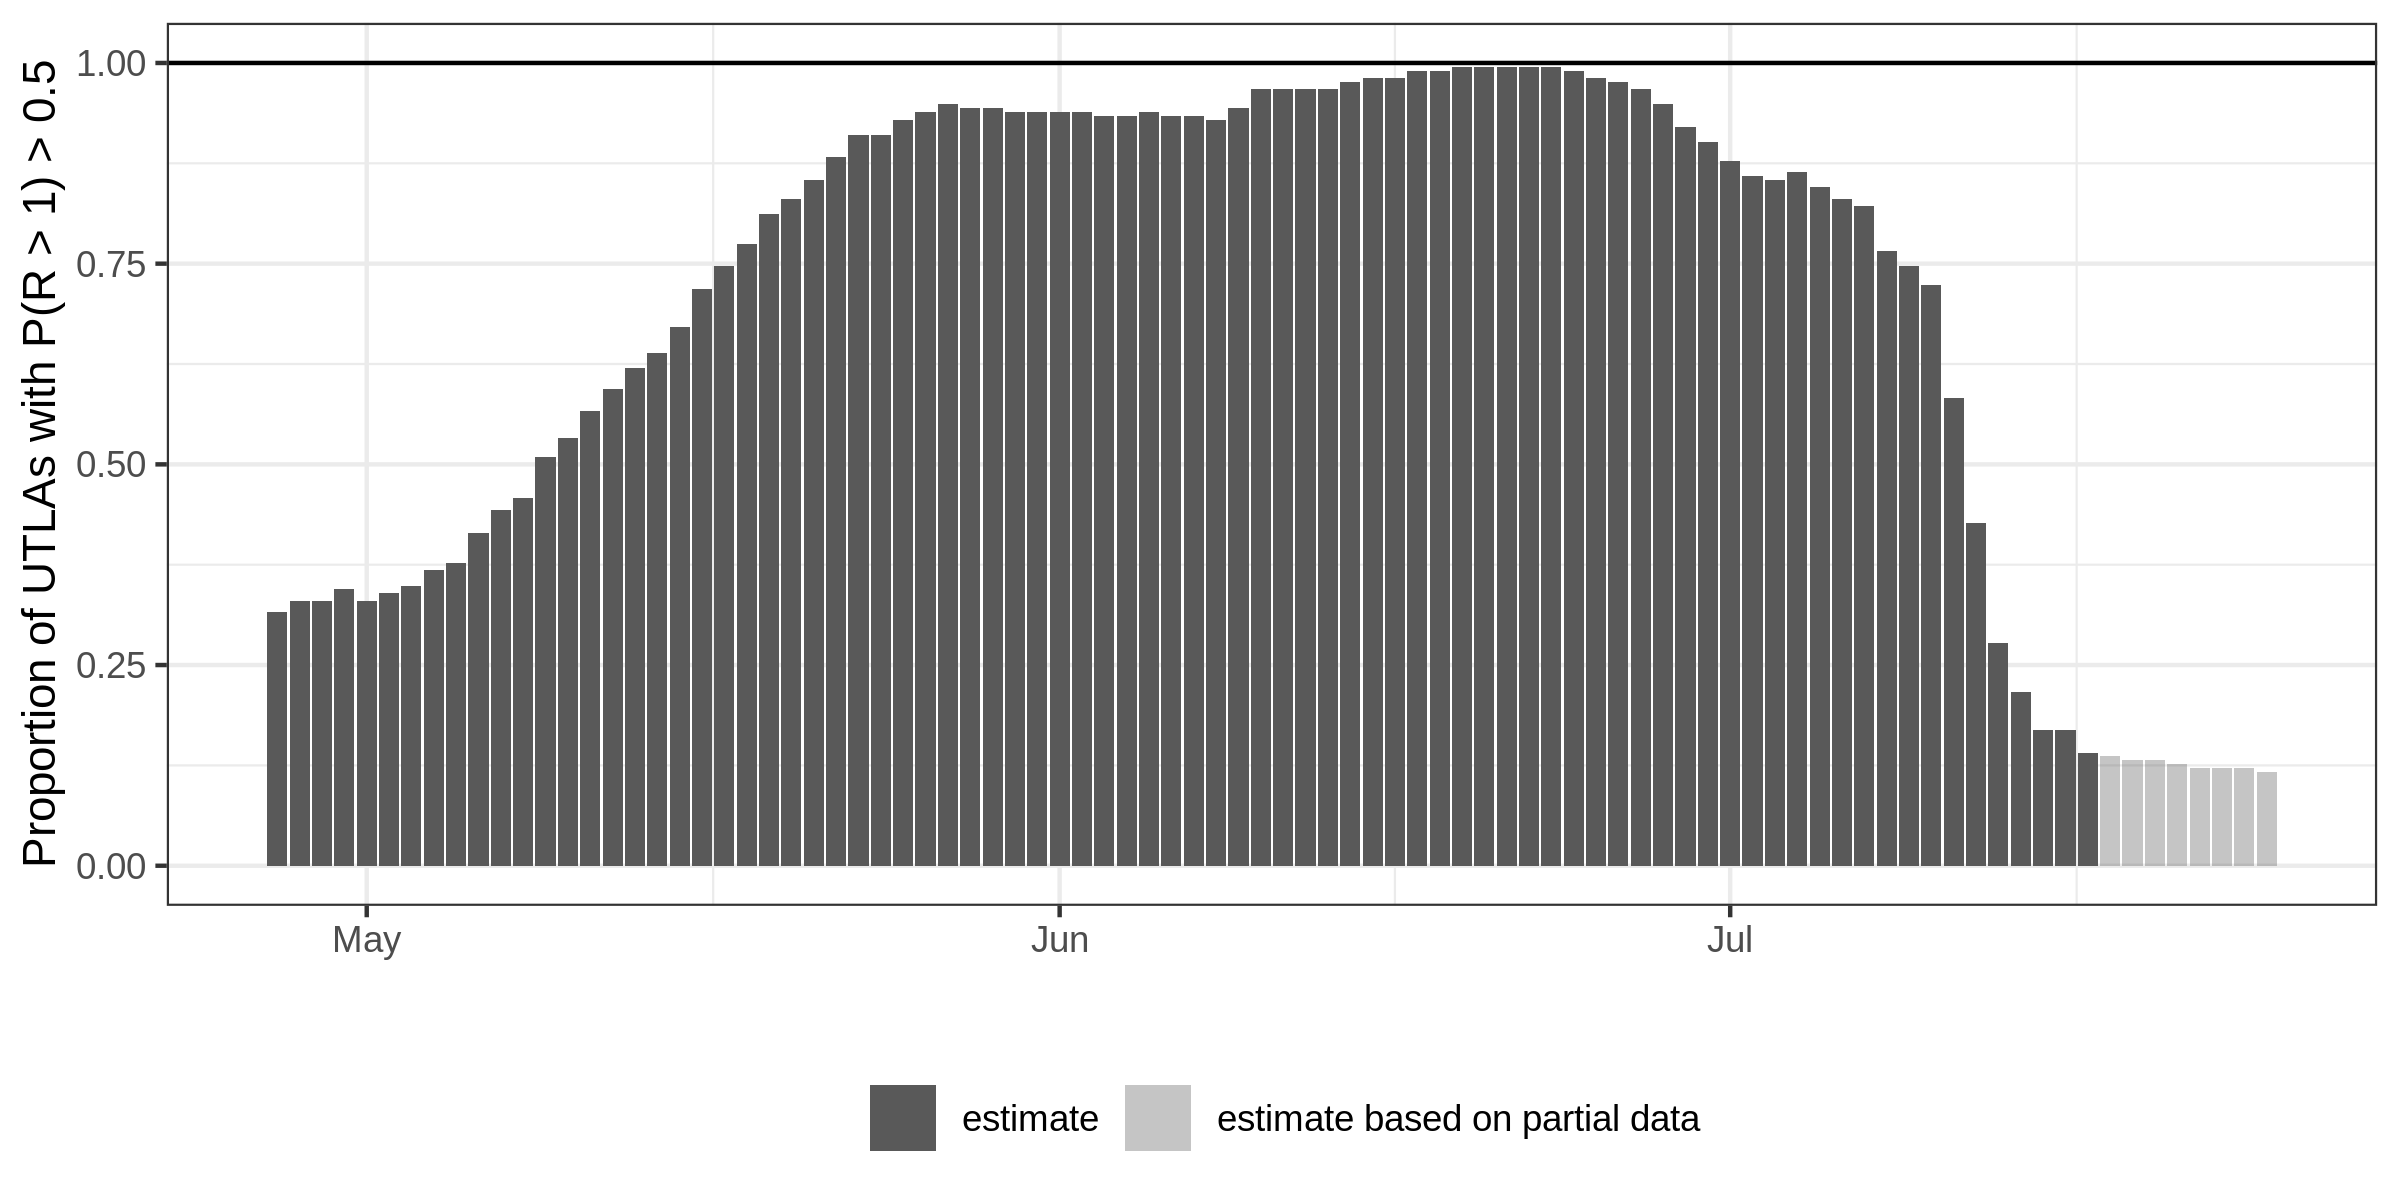 Proportion of UTLAs with P(R > 1) > 0.5
1.00
0.75
0.50
0.25
0.00
May Jun Jul
estimate estimate based on partial data